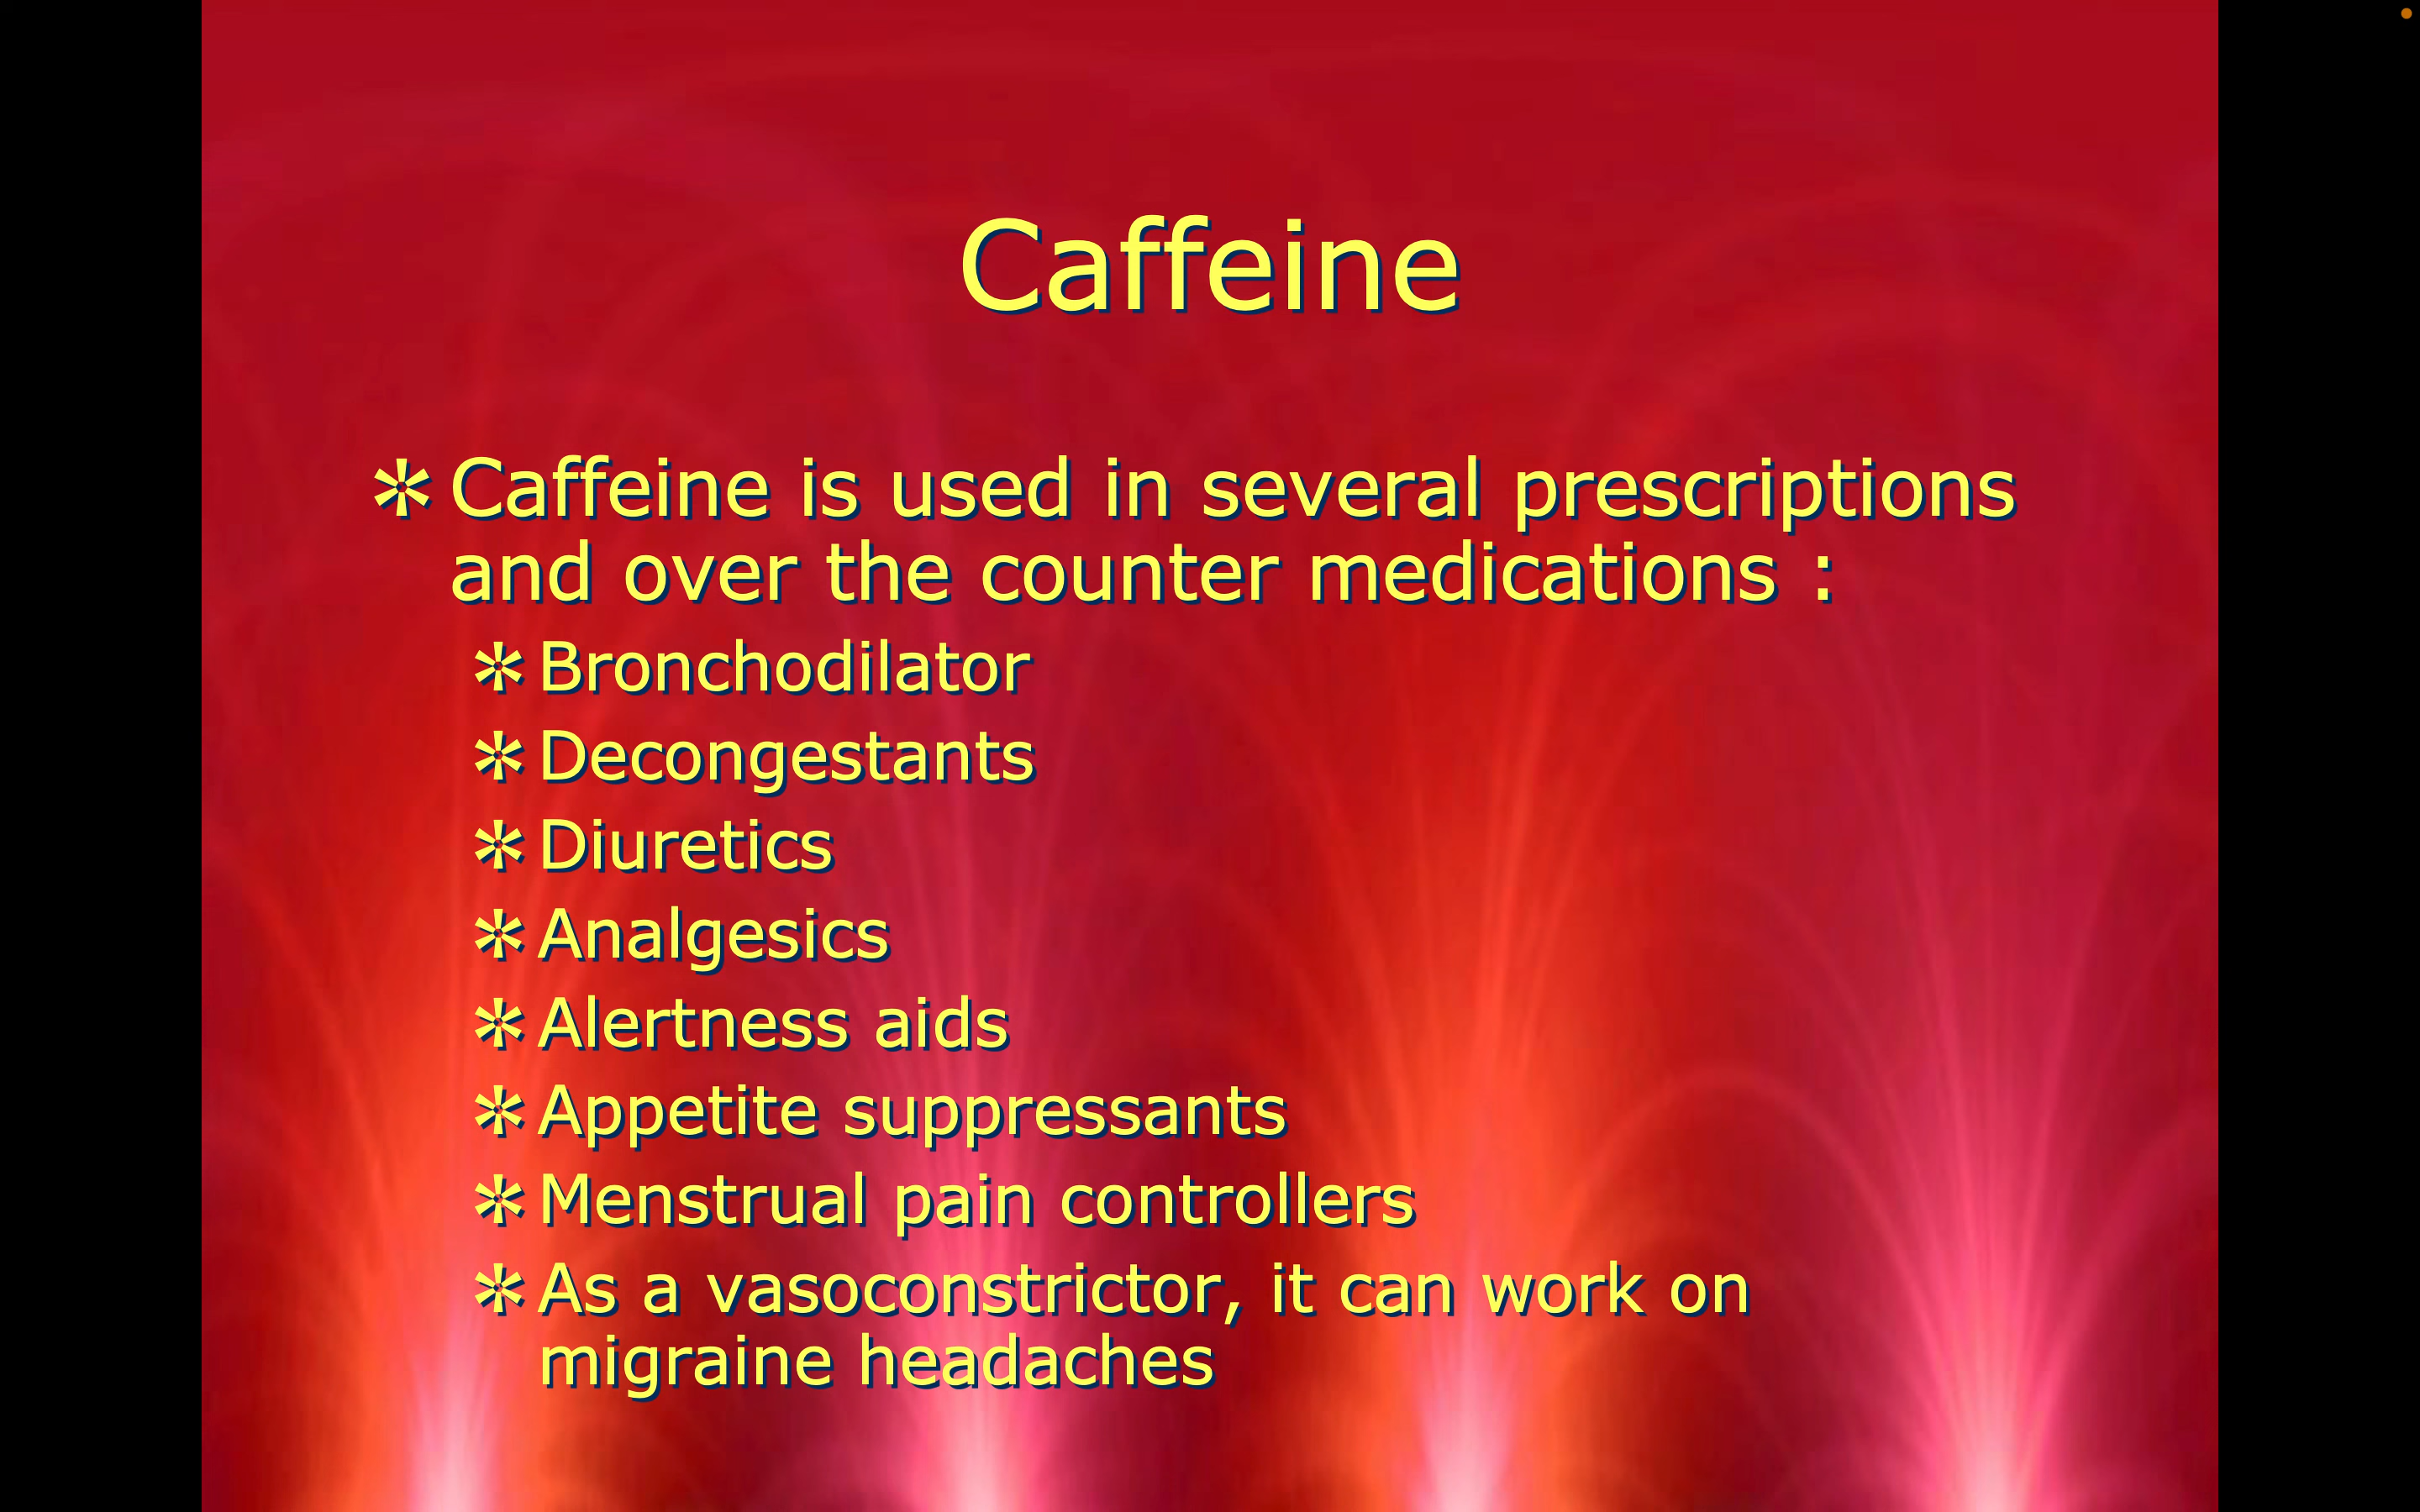 Caffeine
Caffeine is used in several prescriptions
and over the counter medications :
Bronchodilator
Decongestants
Diuretics
Analgesics
Alertness aids
Appetite suppressants
Menstrual pain controllers
As a vasoconstrictor, it can work on
migraine headaches